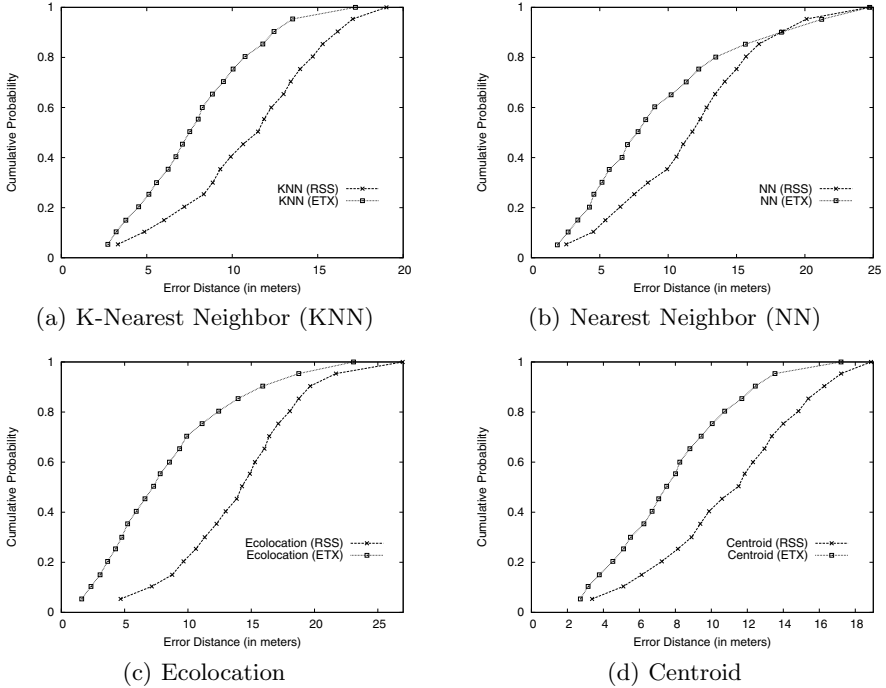 1
0.8
0.6
0.4
0.2
0
Cumulative Probability
KNN (RSS)
KNN (ETX)
0 5 10 15 20
Error Distance (in meters)
(a) K-Nearest Neighbor (KNN)
1
0.8
0.6
0.4
0.2
0
Cumulative Probability
NN (RSS)
NN (ETX)
0 5 10 15 20 25
Error Distance (in meters)
(b) Nearest Neighbor (NN)
1
0.8
0.6
0.4
0.2
0
Cumulative Probability
Ecolocation (RSS)
Ecolocation (ETX)
0 5 10 15 20 25
Error Distance (in meters)
(c) Ecolocation
1
0.8
0.6
0.4
0.2
0
Cumulative Probability
Centroid (RSS)
Centroid (ETX)
0 2 4 6 8 10 12 14 16 18
Error Distance (in meters)
(d) Centroid